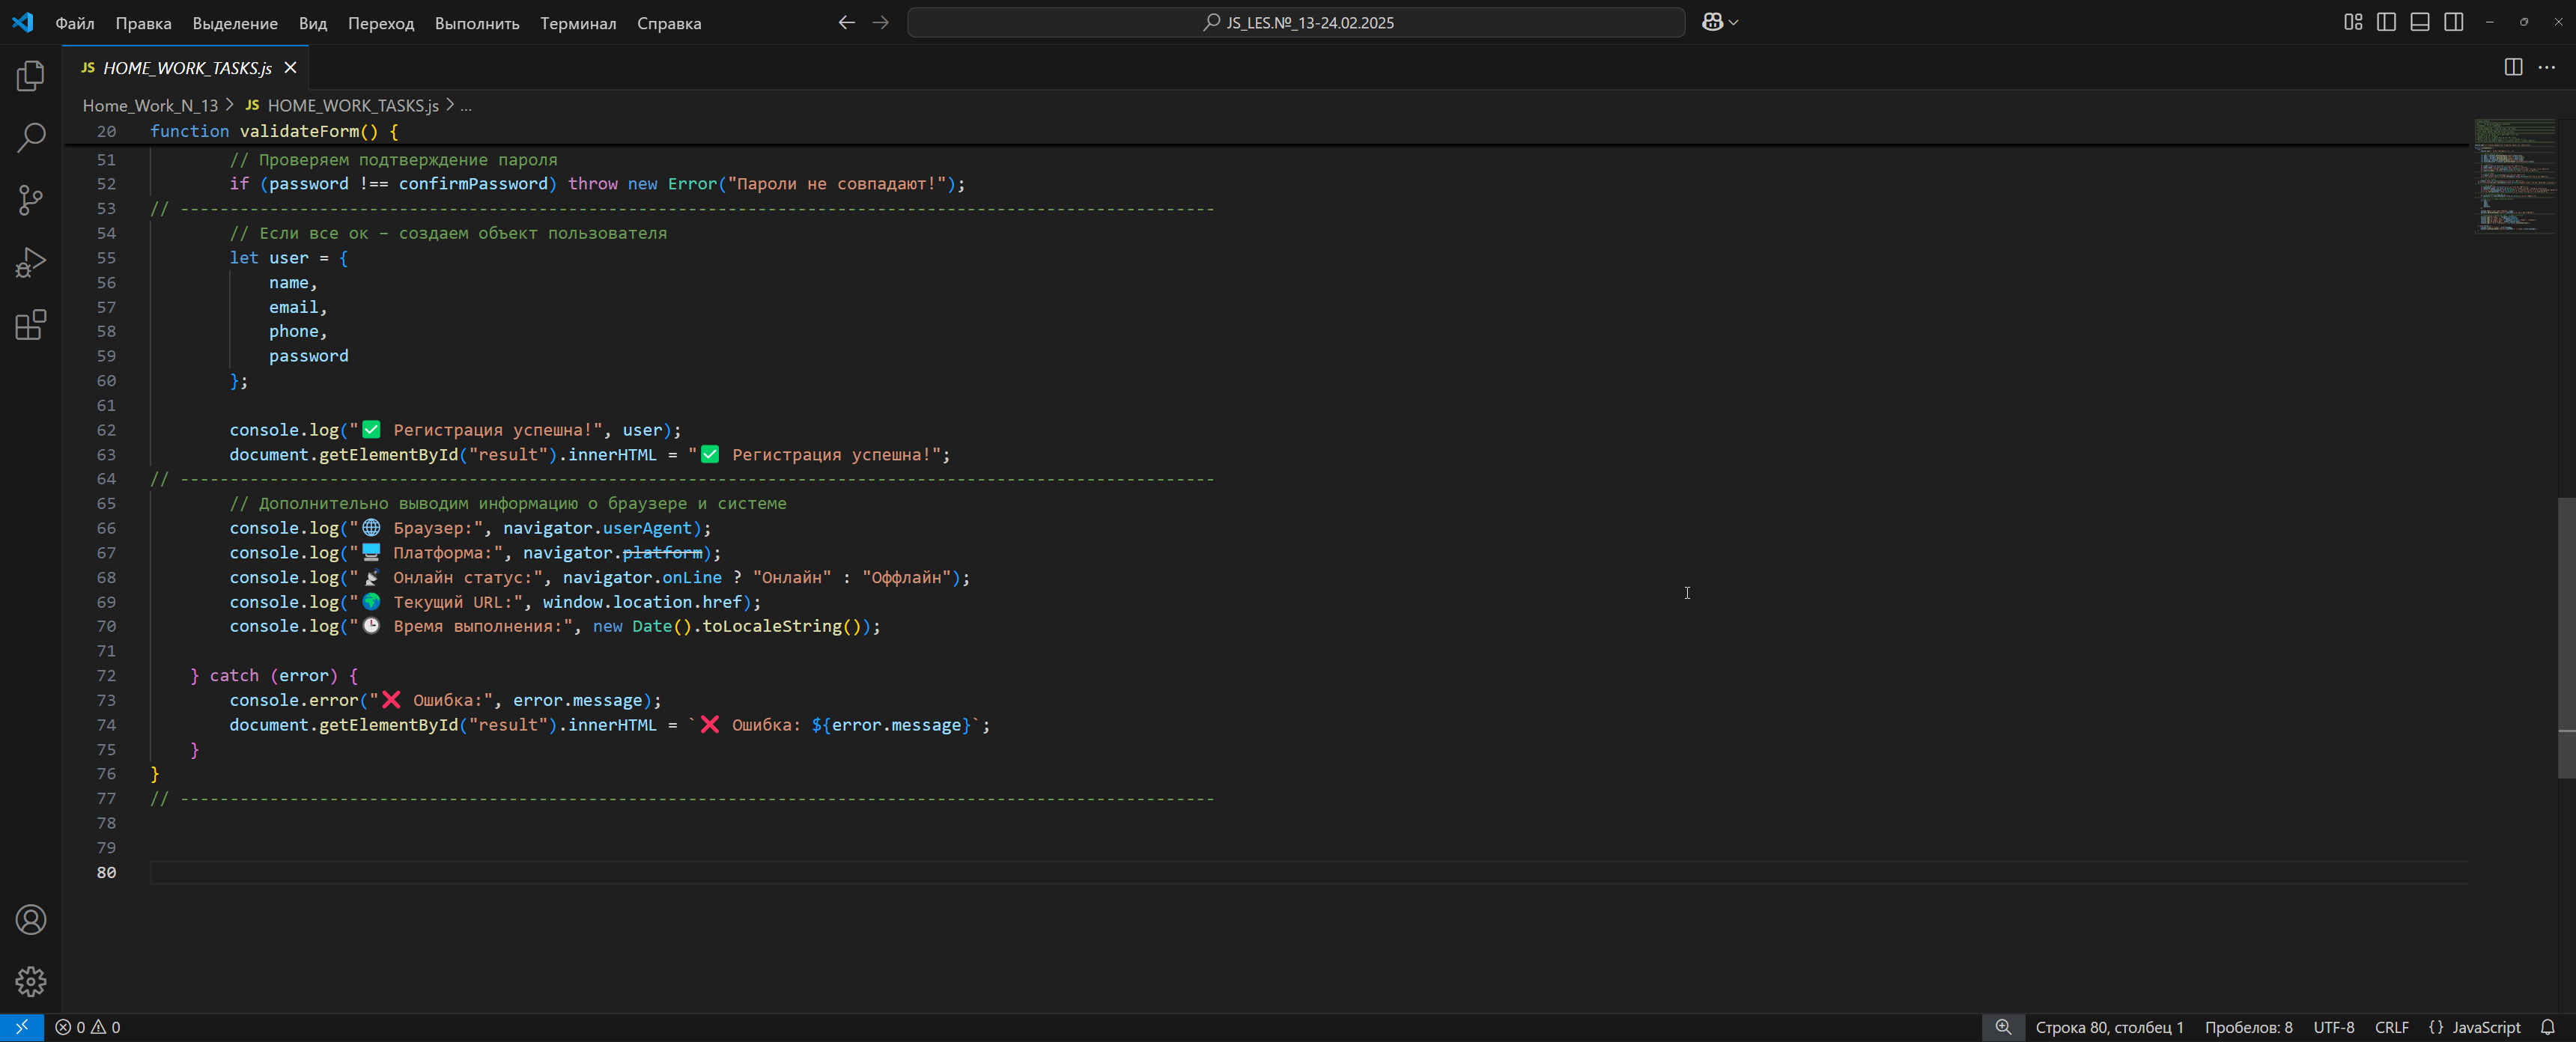 Файл Правка Выделение Вид Переход Выполнить Терминал Справка JS_LES.№_13-24.02.2025
JS HOME_WORK_TASKS.js
Home_Work_N_13 > JS HOME_WORK_TASKS.js > ...
20 function validateForm() {
51 // Проверяем подтверждение пароля
52 if (password !== confirmPassword) throw new Error("Пароли не совпадают!");
53 // --------------------------------------------------------------------------------------------------------
54 // Если все ок – создаем объект пользователя
55 let user = {
56 name,
57 email,
58 phone,
59 password
60 };
61
62 console.log("✅ Регистрация успешна!", user);
63 document.getElementById("result").innerHTML = "✅ Регистрация успешна!";
64 // --------------------------------------------------------------------------------------------------------
65 // Дополнительно выводим информацию о браузере и системе
66 console.log("🌐 Браузер:", navigator.userAgent);
67 console.log("🖥️ Платформа:", navigator.platform);
68 console.log("📡 Онлайн статус:", navigator.onLine ? "Онлайн" : "Оффлайн");
69 console.log("🌍 Текущий URL:", window.location.href);
70 console.log("🕒 Время выполнения:", new Date().toLocaleString());
71
72 } catch (error) {
73 console.error("❌ Ошибка:", error.message);
74 document.getElementById("result").innerHTML = `❌ Ошибка: ${error.message}`;
75 }
76 }
77 // --------------------------------------------------------------------------------------------------------
78
79
80
0 0 Строка 80, столбец 1 Пробелов: 8 UTF-8 CRLF {} JavaScript